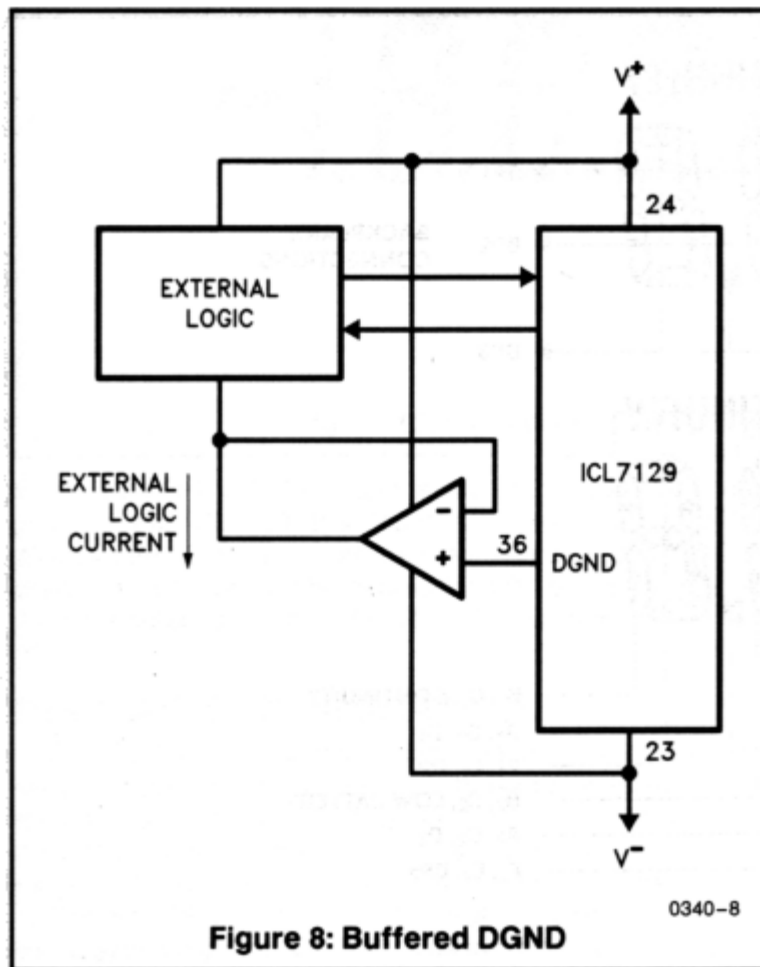 V+
24
EXTERNAL
LOGIC
ICL7129
EXTERNAL
LOGIC
CURRENT
-
+
36
DGND
23
V-
0340-8
Figure 8: Buffered DGND